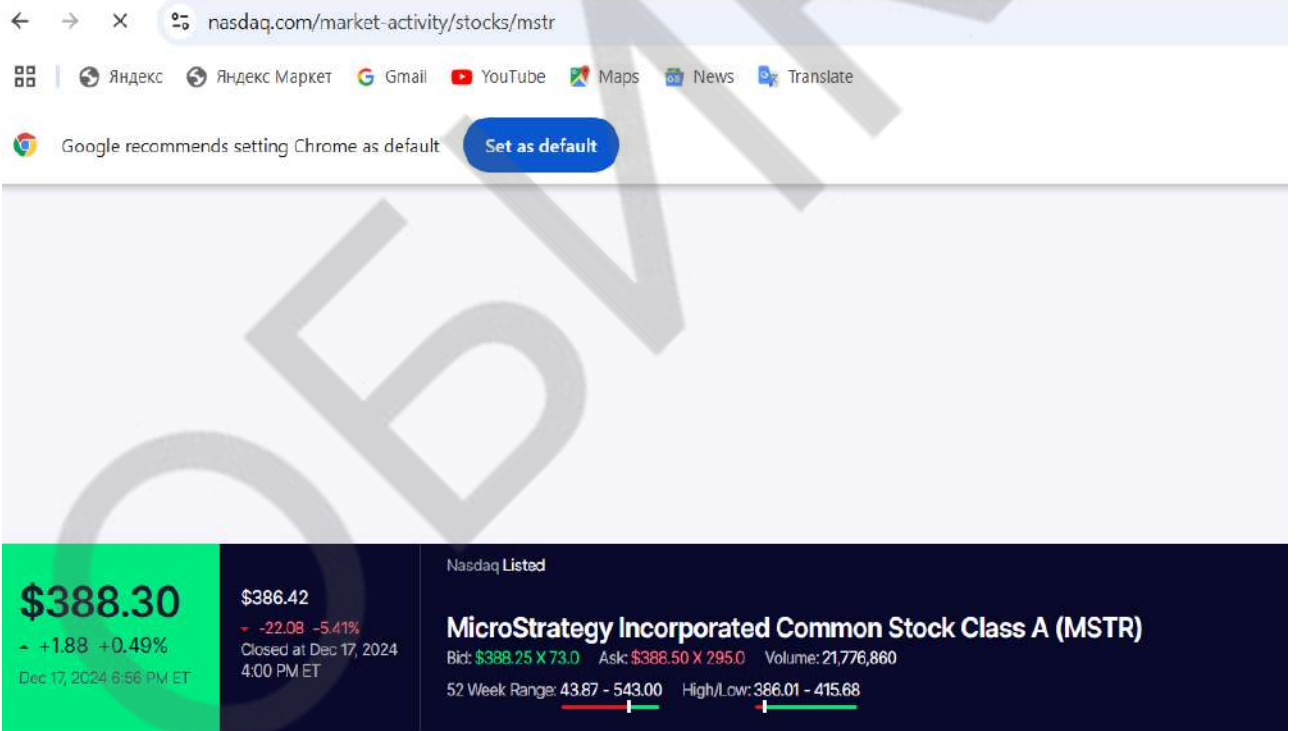 nasdaq.com/market-activity/stocks/mstr
Яндекс Яндекс Маркет Gmail YouTube Maps News Translate
Google recommends setting Chrome as default Set as default
Nasdaq Listed
$388.30
+1.88 +0.49%
Dec 17, 2024 6:56 PM ET
$386.42
-22.08 -5.41%
Closed at Dec 17, 2024
4:00 PM ET
MicroStrategy Incorporated Common Stock Class A (MSTR)
Bid: $388.25 X 73.0 Ask: $388.50 X 295.0 Volume: 21,776,860
52 Week Range: 43.87 - 543.00 High/Low: 386.01 - 415.68